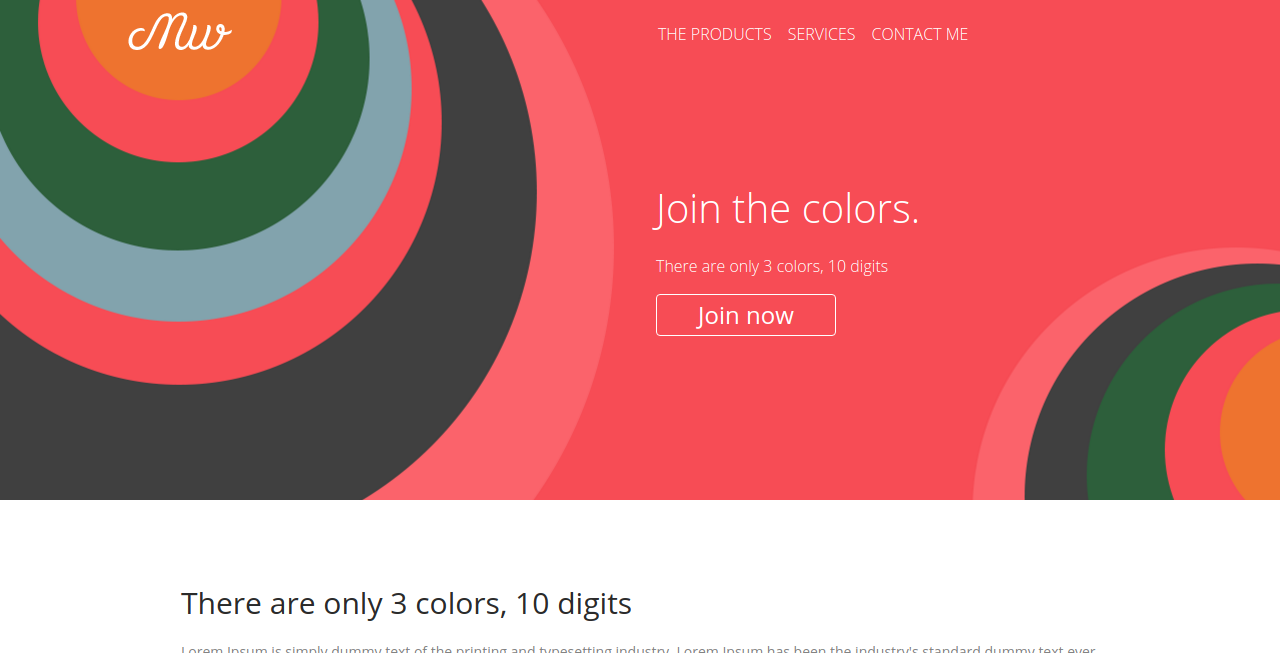 Mw
THE PRODUCTS SERVICES CONTACT ME
Join the colors.
There are only 3 colors, 10 digits
Join now
There are only 3 colors, 10 digits
Lorem Ipsum is simply dummy text of the printing and typesetting industry. Lorem Ipsum has been the industry's standard dummy text ever